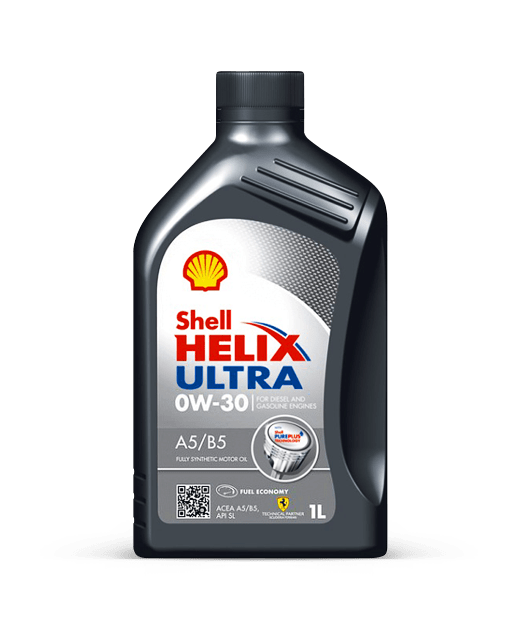 Shell
HELIX
ULTRA
0W-30
FOR DIESEL AND
GASOLINE ENGINES
A5/B5
FULLY SYNTHETIC MOTOR OIL
Shell
PUREPLUS
TECHNOLOGY
FUEL ECONOMY
ACEA A5/B5,
API SL
TECHNICAL PARTNER
1L